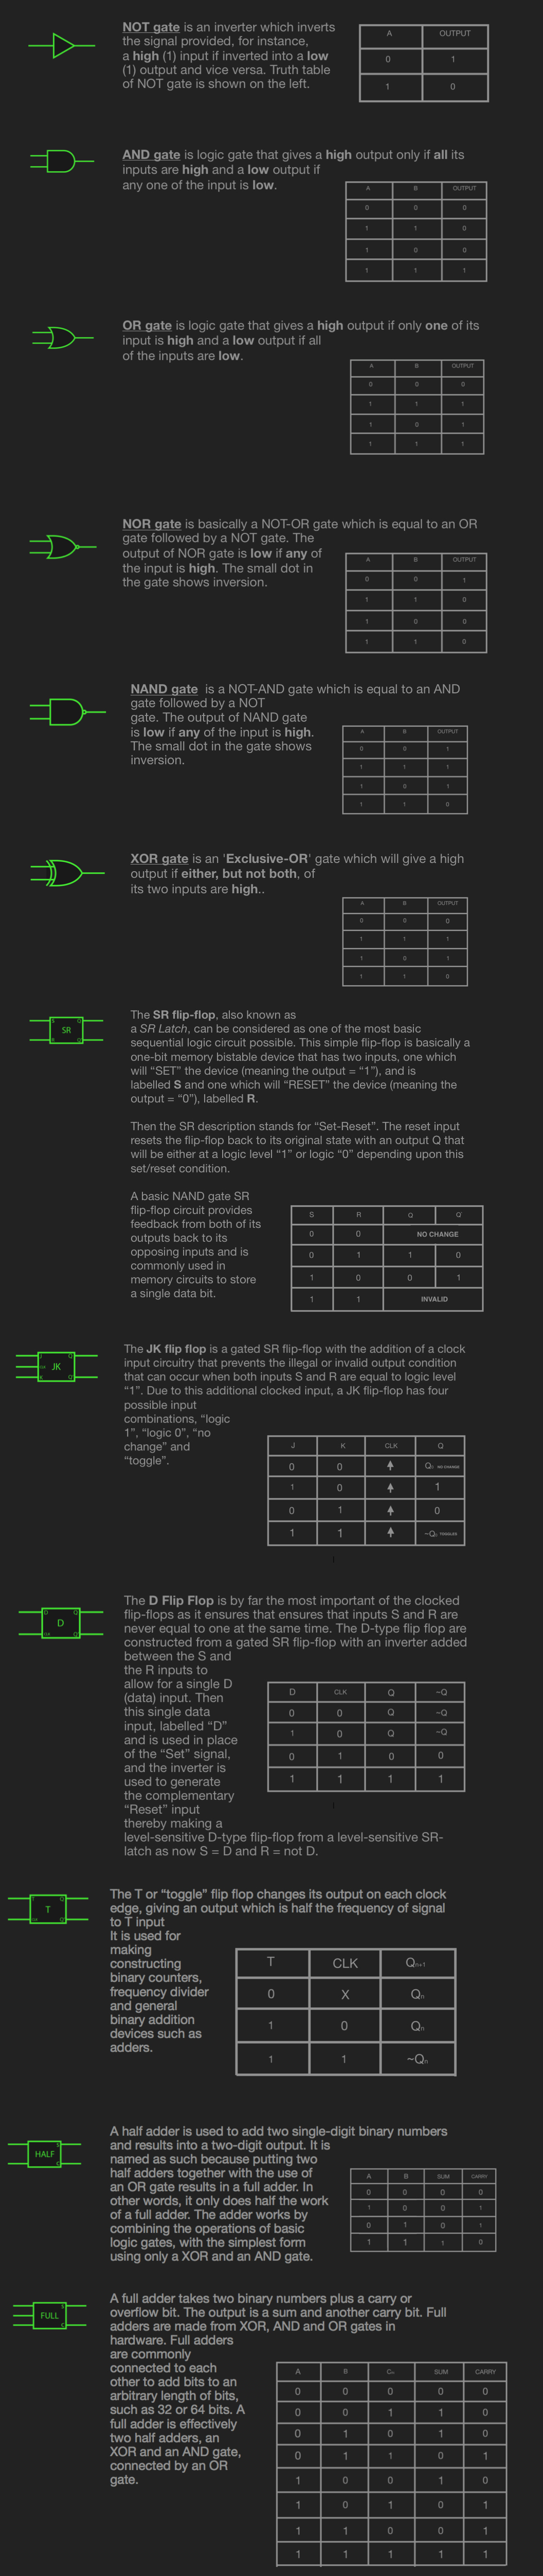 NOT gate is an inverter which inverts
the signal provided, for instance,
a high (1) input if inverted into a low
(1) output and vice versa. Truth table
of NOT gate is shown on the left.
A OUTPUT
0 1
1 0
AND gate is logic gate that gives a high output only if all its
inputs are high and a low output if
any one of the input is low.
A B OUTPUT
0 0 0
1 1 0
1 0 0
1 1 1
OR gate is logic gate that gives a high output if only one of its
input is high and a low output if all
of the inputs are low.
A B OUTPUT
0 0 0
1 1 1
1 0 1
1 1 1
NOR gate is basically a NOT-OR gate which is equal to an OR
gate followed by a NOT gate. The
output of NOR gate is low if any of
the input is high. The small dot in
the gate shows inversion.
A B OUTPUT
0 0 1
1 1 0
1 0 0
1 1 0
NAND gate is a NOT-AND gate which is equal to an AND
gate followed by a NOT
gate. The output of NAND gate
is low if any of the input is high.
The small dot in the gate shows
inversion.
A B OUTPUT
0 0 1
1 1 1
1 0 1
1 1 0
XOR gate is an 'Exclusive-OR' gate which will give a high
output if either, but not both, of
its two inputs are high..
A B OUTPUT
0 0 0
1 1 1
1 0 1
1 1 0
S Q
SR
R Q'
The SR flip-flop, also known as
a SR Latch, can be considered as one of the most basic
sequential logic circuit possible. This simple flip-flop is basically a
one-bit memory bistable device that has two inputs, one which
will “SET” the device (meaning the output = “1”), and is
labelled S and one which will “RESET” the device (meaning the
output = “0”), labelled R.
Then the SR description stands for “Set-Reset”. The reset input
resets the flip-flop back to its original state with an output Q that
will be either at a logic level “1” or logic “0” depending upon this
set/reset condition.
A basic NAND gate SR
flip-flop circuit provides
feedback from both of its
outputs back to its
opposing inputs and is
commonly used in
memory circuits to store
a single data bit.
S R Q Q'
0 0 NO CHANGE
0 1 1 0
1 0 0 1
1 1 INVALID
J Q
CLK JK
K Q'
The JK flip flop is a gated SR flip-flop with the addition of a clock
input circuitry that prevents the illegal or invalid output condition
that can occur when both inputs S and R are equal to logic level
“1”. Due to this additional clocked input, a JK flip-flop has four
possible input
combinations, “logic
1”, “logic 0”, “no
change” and
“toggle”.
J K CLK Q
0 0 ↑ Q₀ NO CHANGE
1 0 ↑ 1
0 1 ↑ 0
1 1 ↑ ~Q₀ TOGGLES
D Q
D
CLK Q'
The D Flip Flop is by far the most important of the clocked
flip-flops as it ensures that ensures that inputs S and R are
never equal to one at the same time. The D-type flip flop are
constructed from a gated SR flip-flop with an inverter added
between the S and
the R inputs to
allow for a single D
(data) input. Then
this single data
input, labelled “D”
and is used in place
of the “Set” signal,
and the inverter is
used to generate
the complementary
“Reset” input
thereby making a
level-sensitive D-type flip-flop from a level-sensitive SR-
latch as now S = D and R = not D.
D CLK Q ~Q
0 0 Q ~Q
1 0 Q ~Q
0 1 0 0
1 1 1 1
T Q
T
CLK Q'
The T or “toggle” flip flop changes its output on each clock
edge, giving an output which is half the frequency of signal
to T input
It is used for
making
constructing
binary counters,
frequency divider
and general
binary addition
devices such as
adders.
T CLK Qn+1
0 X Qn
1 0 Qn
1 1 ~Qn
S
HALF
C
A half adder is used to add two single-digit binary numbers
and results into a two-digit output. It is
named as such because putting two
half adders together with the use of
an OR gate results in a full adder. In
other words, it only does half the work
of a full adder. The adder works by
combining the operations of basic
logic gates, with the simplest form
using only a XOR and an AND gate.
A B SUM CARRY
0 0 0 0
1 0 0 1
0 1 0 1
1 1 1 0
S
FULL
C
A full adder takes two binary numbers plus a carry or
overflow bit. The output is a sum and another carry bit. Full
adders are made from XOR, AND and OR gates in
hardware. Full adders
are commonly
connected to each
other to add bits to an
arbitrary length of bits,
such as 32 or 64 bits. A
full adder is effectively
two half adders, an
XOR and an AND gate,
connected by an OR
gate.
A B Cin SUM CARRY
0 0 0 0 0
0 0 1 1 0
0 1 0 1 0
0 1 1 0 1
1 0 0 1 0
1 0 1 0 1
1 1 0 0 1
1 1 1 1 1